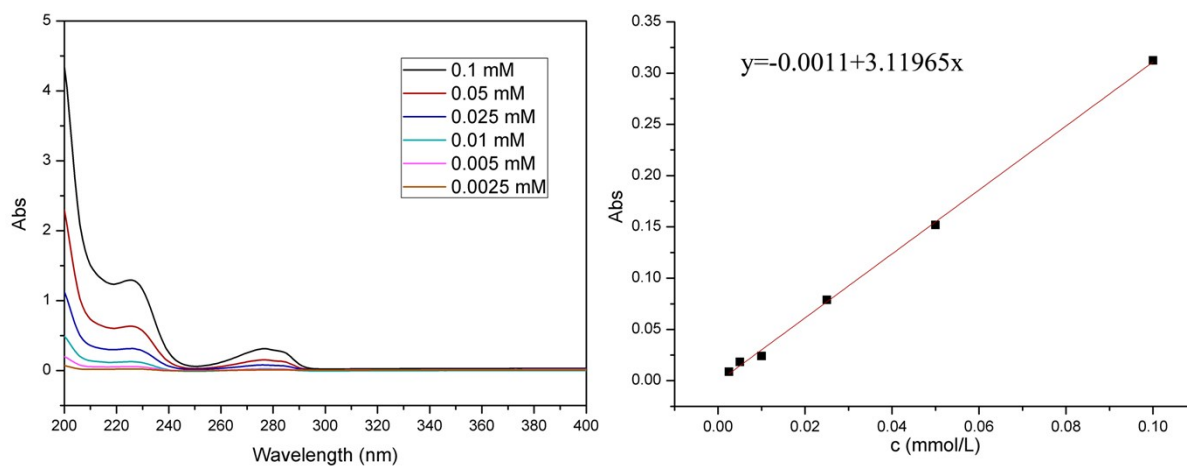 5
4
3
2
1
0
Abs
200 220 240 260 280 300 320 340 360 380 400
Wavelength (nm)
0.1 mM
0.05 mM
0.025 mM
0.01 mM
0.005 mM
0.0025 mM
0.35
0.30
0.25
0.20
0.15
0.10
0.05
0.00
Abs
y=-0.0011+3.11965x
0.00 0.02 0.04 0.06 0.08 0.10
c (mmol/L)